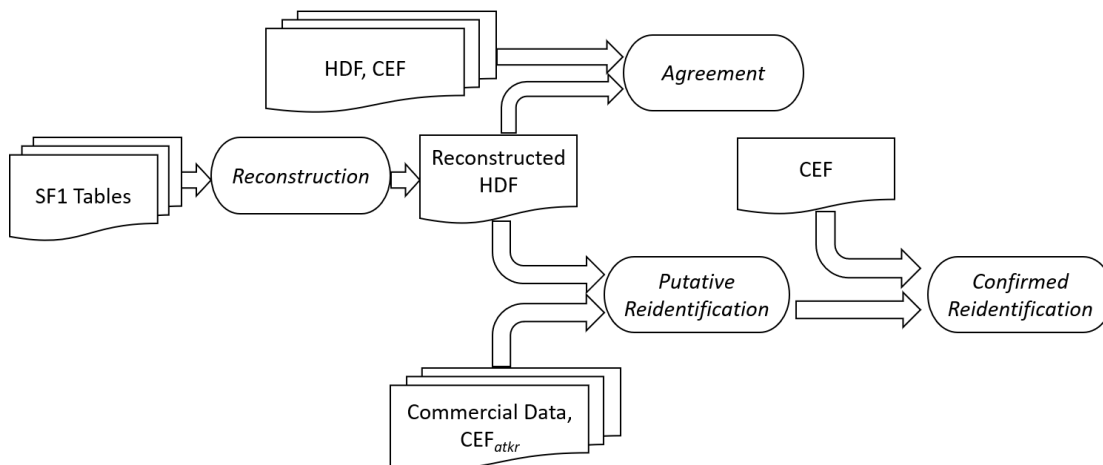 HDF, CEF
Agreement
SF1 Tables
Reconstruction
Reconstructed
HDF
CEF
Putative
Reidentification
Confirmed
Reidentification
Commercial Data,
CEFatkr